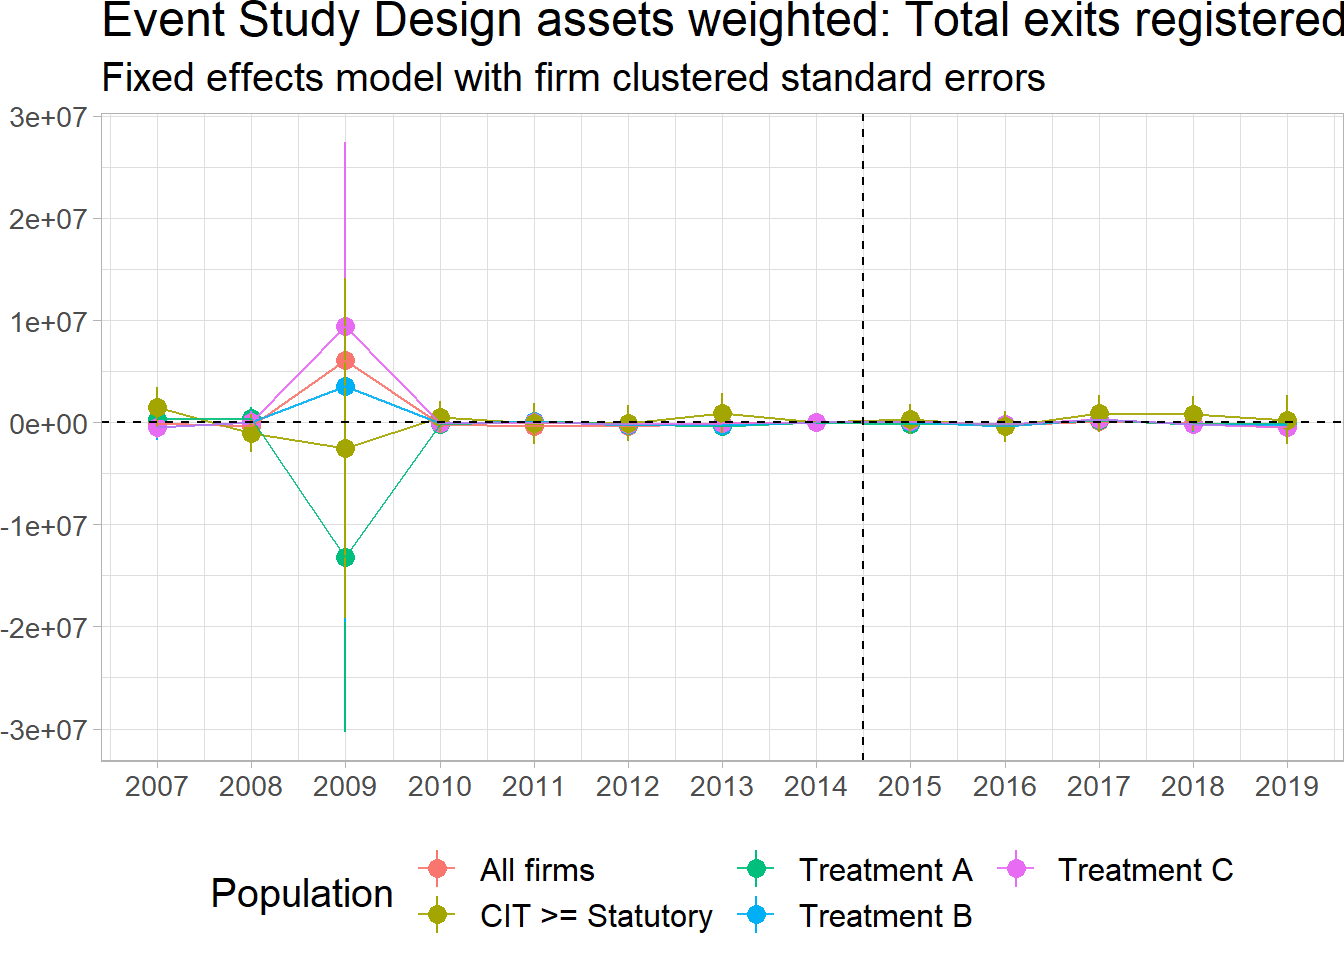 Event Study Design assets weighted: Total exits registered
Fixed effects model with firm clustered standard errors
3e+07
2e+07
1e+07
0e+00
-1e+07
-2e+07
-3e+07
2007 2008 2009 2010 2011 2012 2013 2014 2015 2016 2017 2018 2019
Population
All firms
CIT >= Statutory
Treatment A
Treatment B
Treatment C